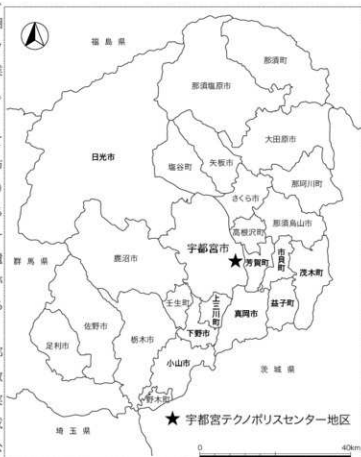 福島県
那須町
那須塩原市
大田原市
日光市
塩谷町
矢板市
那珂川町
さくら市
高根沢町
那須烏山市
群馬県
宇都宮市
鹿沼市
芳賀町
市貝町
茂木町
壬生町
上三川町
真岡市
益子町
佐野市
栃木市
下野市
足利市
小山市
茨城県
野木町
★ 宇都宮テクノポリスセンター地区
埼玉県
0 40km